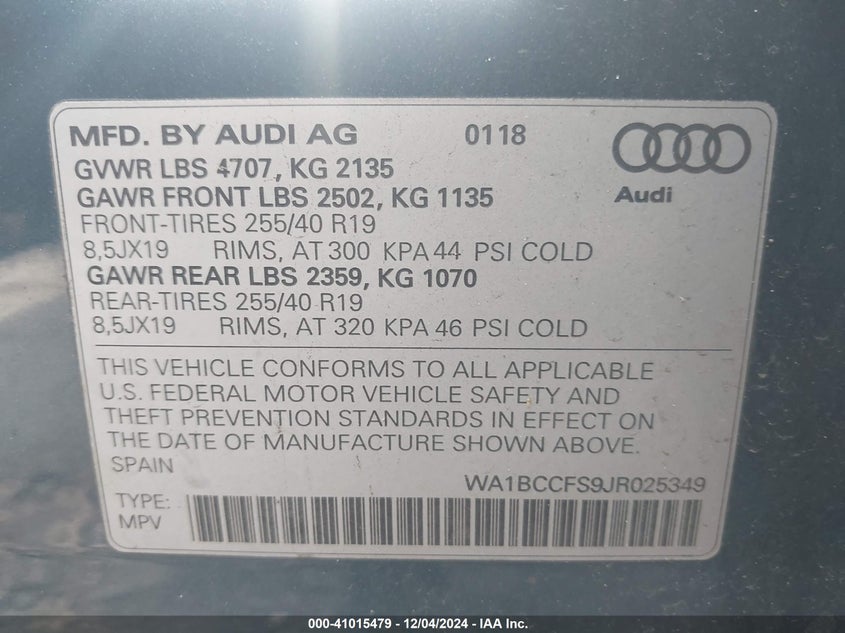 MFD. BY AUDI AG 0118
GVWR LBS 4707, KG 2135
GAWR FRONT LBS 2502, KG 1135
Audi
FRONT-TIRES 255/40 R19
8,5JX19 RIMS, AT 300 KPA 44 PSI COLD
GAWR REAR LBS 2359, KG 1070
REAR-TIRES 255/40 R19
8,5JX19 RIMS, AT 320 KPA 46 PSI COLD
THIS VEHICLE CONFORMS TO ALL APPLICABLE
U.S. FEDERAL MOTOR VEHICLE SAFETY AND
THEFT PREVENTION STANDARDS IN EFFECT ON
THE DATE OF MANUFACTURE SHOWN ABOVE.
SPAIN
WA1BCCFS9JR025349
TYPE:
MPV
000-41015479 - 12/04/2024 - IAA Inc.